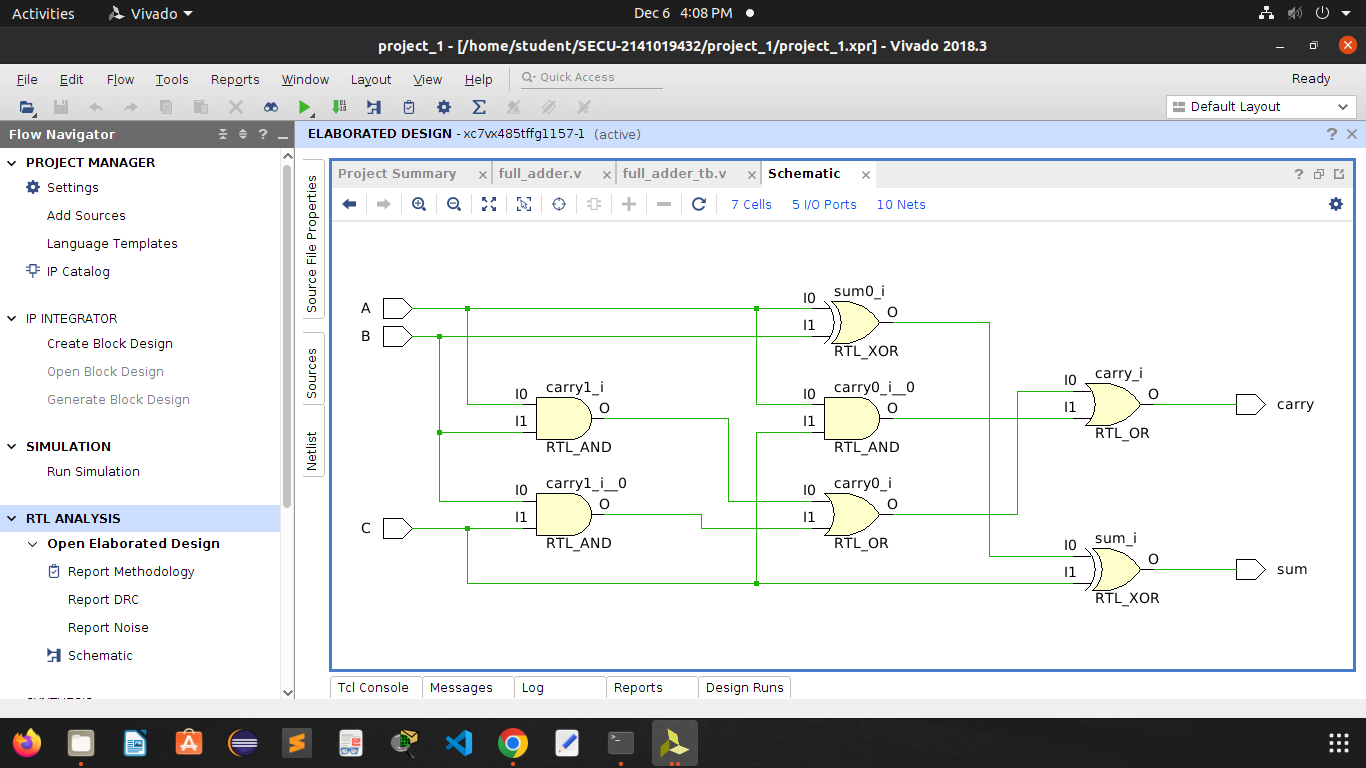 Activities Vivado Dec 6 4:08 PM
project_1 - [/home/student/SECU-2141019432/project_1/project_1.xpr] - Vivado 2018.3
File Edit Flow Tools Reports Window Layout View Help Quick Access Ready
Default Layout
Flow Navigator
ELABORATED DESIGN - xc7vx485tffg1157-1 (active)
PROJECT MANAGER
Settings
Add Sources
Language Templates
IP Catalog
IP INTEGRATOR
Create Block Design
Open Block Design
Generate Block Design
SIMULATION
Run Simulation
RTL ANALYSIS
Open Elaborated Design
Report Methodology
Report DRC
Report Noise
Schematic
Source File Properties
Sources
Netlist
Project Summary full_adder.v full_adder_tb.v Schematic
7 Cells 5 I/O Ports 10 Nets
sum0_i
A I0 O
B I1
RTL_XOR
carry1_i
I0 O
I1
RTL_AND
carry0_i__0
I0 O
I1
RTL_AND
carry_i
I0 O
I1
RTL_OR
carry
carry1_i__0
I0 O
C I1
RTL_AND
carry0_i
I0 O
I1
RTL_OR
sum_i
I0 O
I1
RTL_XOR
sum
Tcl Console Messages Log Reports Design Runs